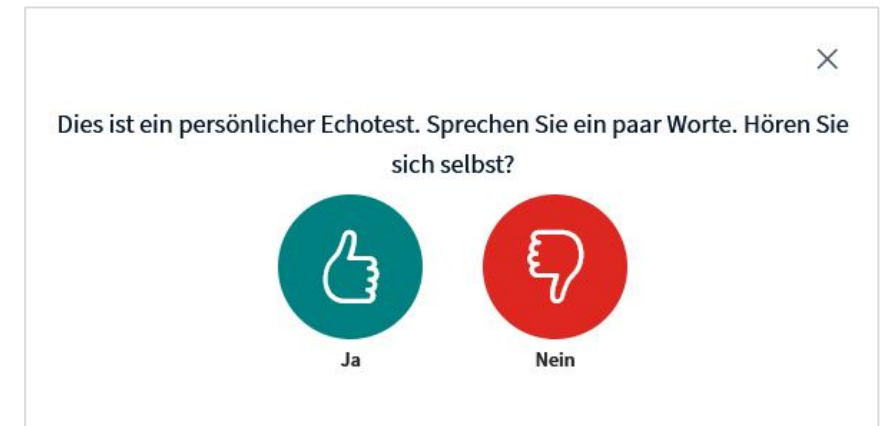 Dies ist ein persönlicher Echotest. Sprechen Sie ein paar Worte. Hören Sie
sich selbst?
Ja
Nein